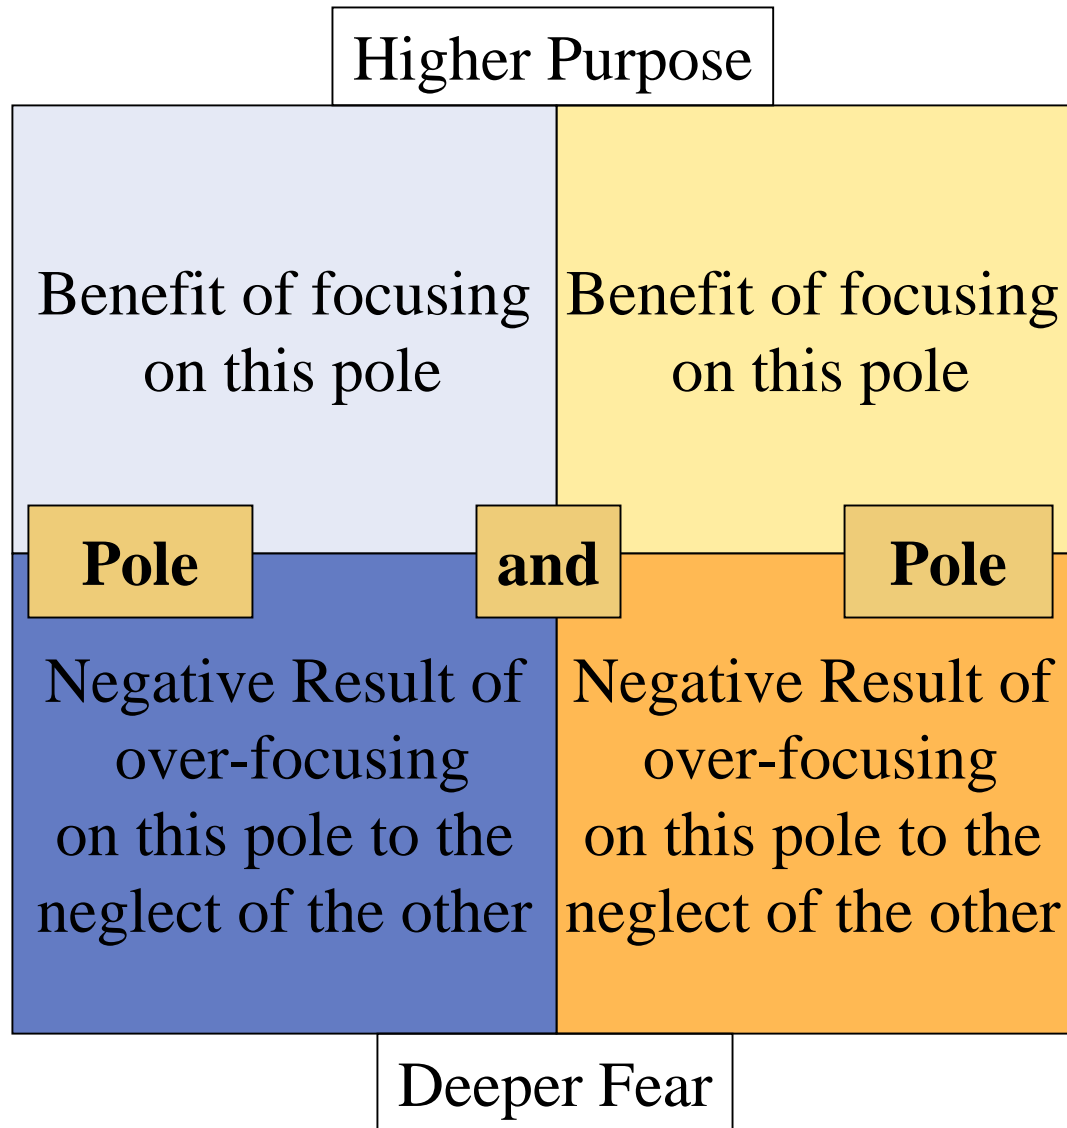 Higher Purpose
Benefit of focusing
on this pole
Benefit of focusing
on this pole
Pole
and
Pole
Negative Result of
over-focusing
on this pole to the
neglect of the other
Negative Result of
over-focusing
on this pole to the
neglect of the other
Deeper Fear